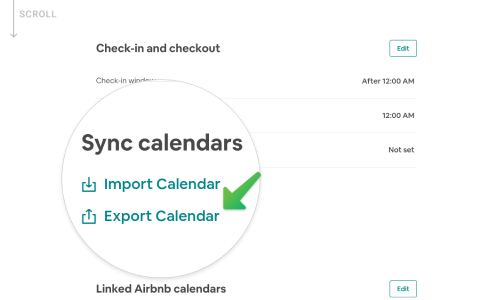 SCROLL
Check-in and checkout
Edit
Check-in window
After 12:00 AM
12:00 AM
Not set
Sync calendars
Import Calendar
Export Calendar
Linked Airbnb calendars
Edit